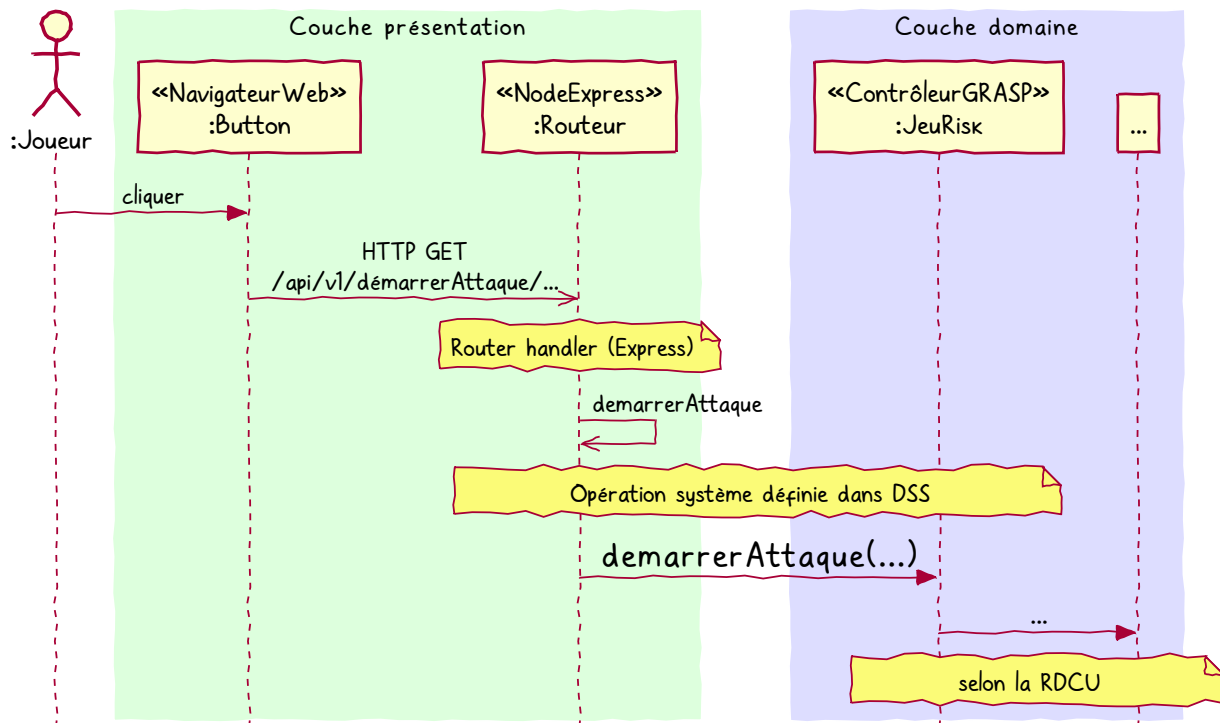 Couche présentation
Couche domaine
:Joueur
«NavigateurWeb»
:Button
«NodeExpress»
:Routeur
«ContrôleurGRASP»
:JeuRisk
...
cliquer
HTTP GET
/api/v1/démarrerAttaque/...
Router handler (Express)
demarrerAttaque
Opération système définie dans DSS
demarrerAttaque(...)
...
selon la RDCU